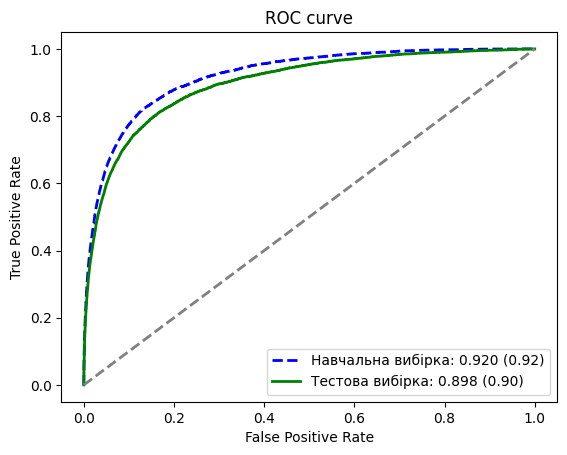 ROC curve
True Positive Rate
1.0
0.8
0.6
0.4
0.2
0.0
Навчальна вибірка: 0.920 (0.92)
Тестова вибірка: 0.898 (0.90)
0.0 0.2 0.4 0.6 0.8 1.0
False Positive Rate